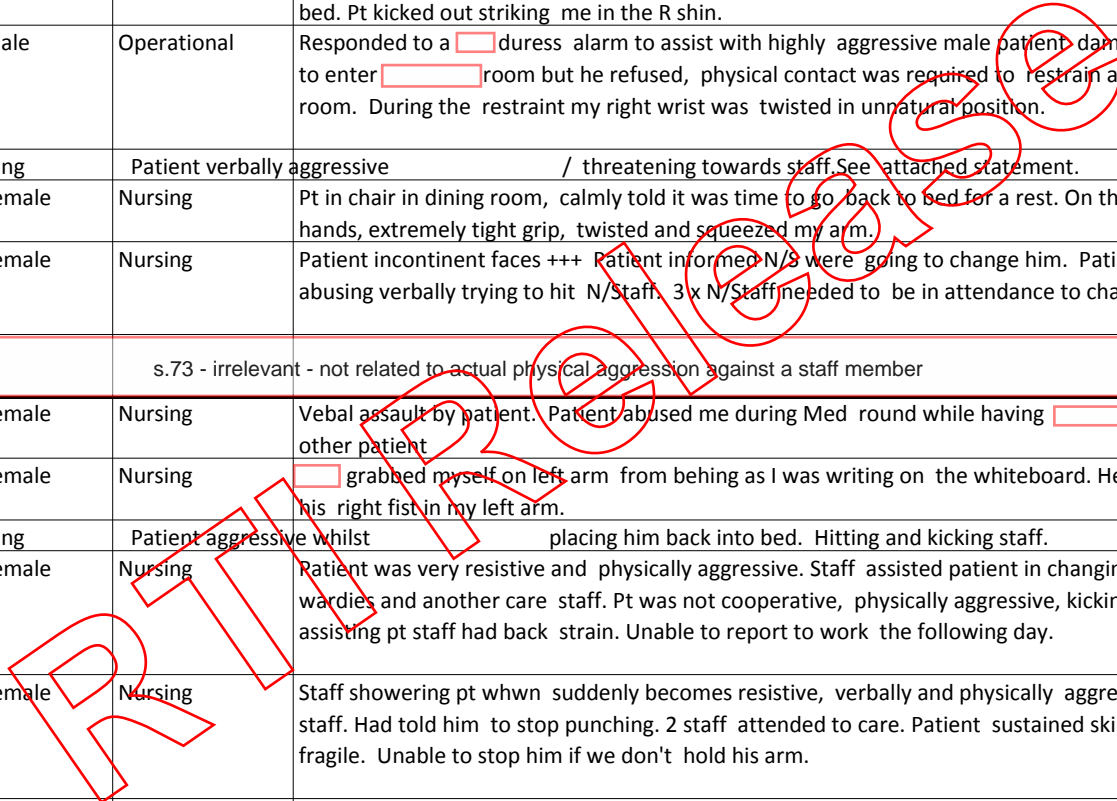 bed. Pt kicked out striking me in the R shin.
ale Operational Responded to a duress alarm to assist with highly aggressive male patient dam
to enter room but he refused, physical contact was required to restrain a
room. During the restraint my right wrist was twisted in unnatural position.
ng Patient verbally aggressive / threatening towards staff.See attached statement.
emale Nursing Pt in chair in dining room, calmly told it was time to go back to bed for a rest. On th
hands, extremely tight grip, twisted and squeezed my arm.
emale Nursing Patient incontinent faces +++ Patient informed N/S were going to change him. Pati
abusing verbally trying to hit N/Staff. 3 x N/Staff needed to be in attendance to cha
s.73 - irrelevant - not related to actual physical aggression against a staff member
emale Nursing Vebal assault by patient. Patient abused me during Med round while having
other patient
emale Nursing grabbed myself on left arm from behing as I was writing on the whiteboard. He
his right fist in my left arm.
ng Patient aggressive whilst placing him back into bed. Hitting and kicking staff.
emale Nursing Patient was very resistive and physically aggressive. Staff assisted patient in changin
wardies and another care staff. Pt was not cooperative, physically aggressive, kickin
assisting pt staff had back strain. Unable to report to work the following day.
emale Nursing Staff showering pt whwn suddenly becomes resistive, verbally and physically aggre
staff. Had told him to stop punching. 2 staff attended to care. Patient sustained ski
fragile. Unable to stop him if we don't hold his arm.
RTI Release